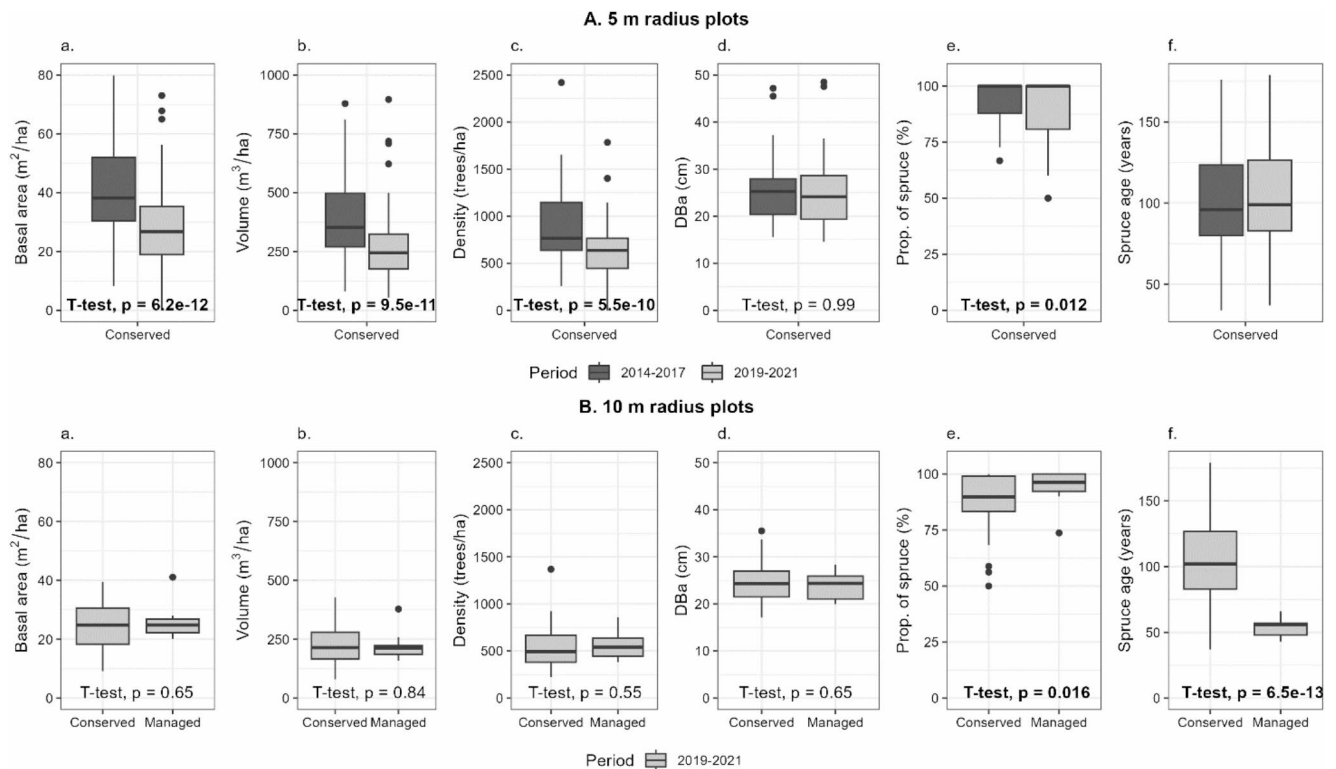 A. 5 m radius plots
a.
b.
c.
d.
e.
f.
Basal area (m²/ha)
80
60
40
20
0
T-test, p = 6.2e-12
Conserved
Volume (m³/ha)
1000
750
500
250
0
T-test, p = 9.5e-11
Conserved
Density (trees/ha)
2500
2000
1500
1000
500
0
T-test, p = 5.5e-10
Conserved
DBa (cm)
50
40
30
20
10
0
T-test, p = 0.99
Conserved
Prop. of spruce (%)
100
75
50
25
0
T-test, p = 0.012
Conserved
Spruce age (years)
150
100
50
Conserved
Period 2014-2017 2019-2021
B. 10 m radius plots
a.
b.
c.
d.
e.
f.
Basal area (m²/ha)
80
60
40
20
0
T-test, p = 0.65
Conserved Managed
Volume (m³/ha)
1000
750
500
250
0
T-test, p = 0.84
Conserved Managed
Density (trees/ha)
2500
2000
1500
1000
500
0
T-test, p = 0.55
Conserved Managed
DBa (cm)
50
40
30
20
10
0
T-test, p = 0.65
Conserved Managed
Prop. of spruce (%)
100
75
50
25
0
T-test, p = 0.016
Conserved Managed
Spruce age (years)
150
100
50
0
T-test, p = 6.5e-13
Conserved Managed
Period 2019-2021